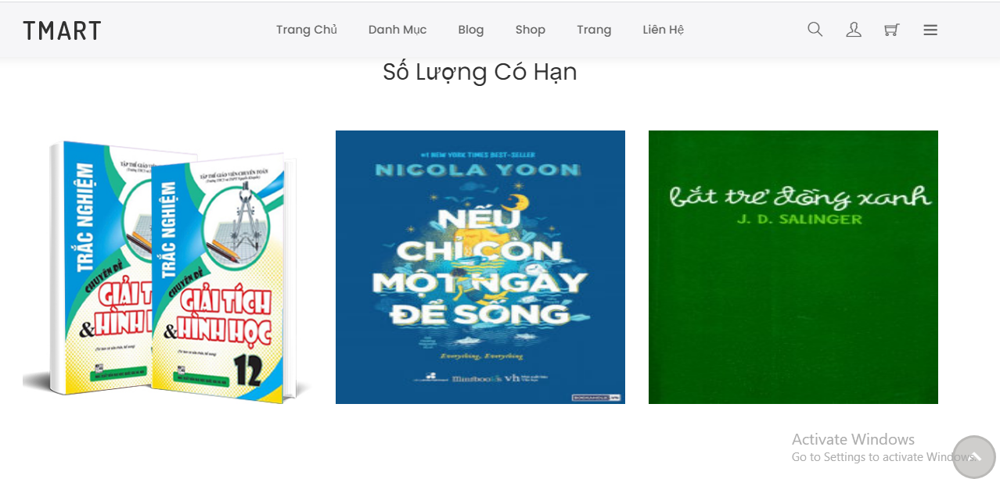 TMART
Trang Chủ
Danh Mục
Blog
Shop
Trang
Liên Hệ
Số Lượng Có Hạn
TRẮC NGHIỆM
CHUYÊN ĐỀ
GIẢI T
&HÌNH H
TẬP THỂ GIÁO VIÊN CHUYÊN TOÁN
TRẮC NGHIỆM
CHUYÊN ĐỀ
GIẢI TÍCH
&HÌNH HỌC
12
#1 NEW YORK TIMES BEST-SELLER
NICOLA YOON
NẾU
CHỈ CÒN
MỘT NGÀY
ĐỂ SỐNG
Everything, Everything
vh
bắt trẻ đồng xanh
J. D. SALINGER
Activate Windows
Go to Settings to activate Windows.